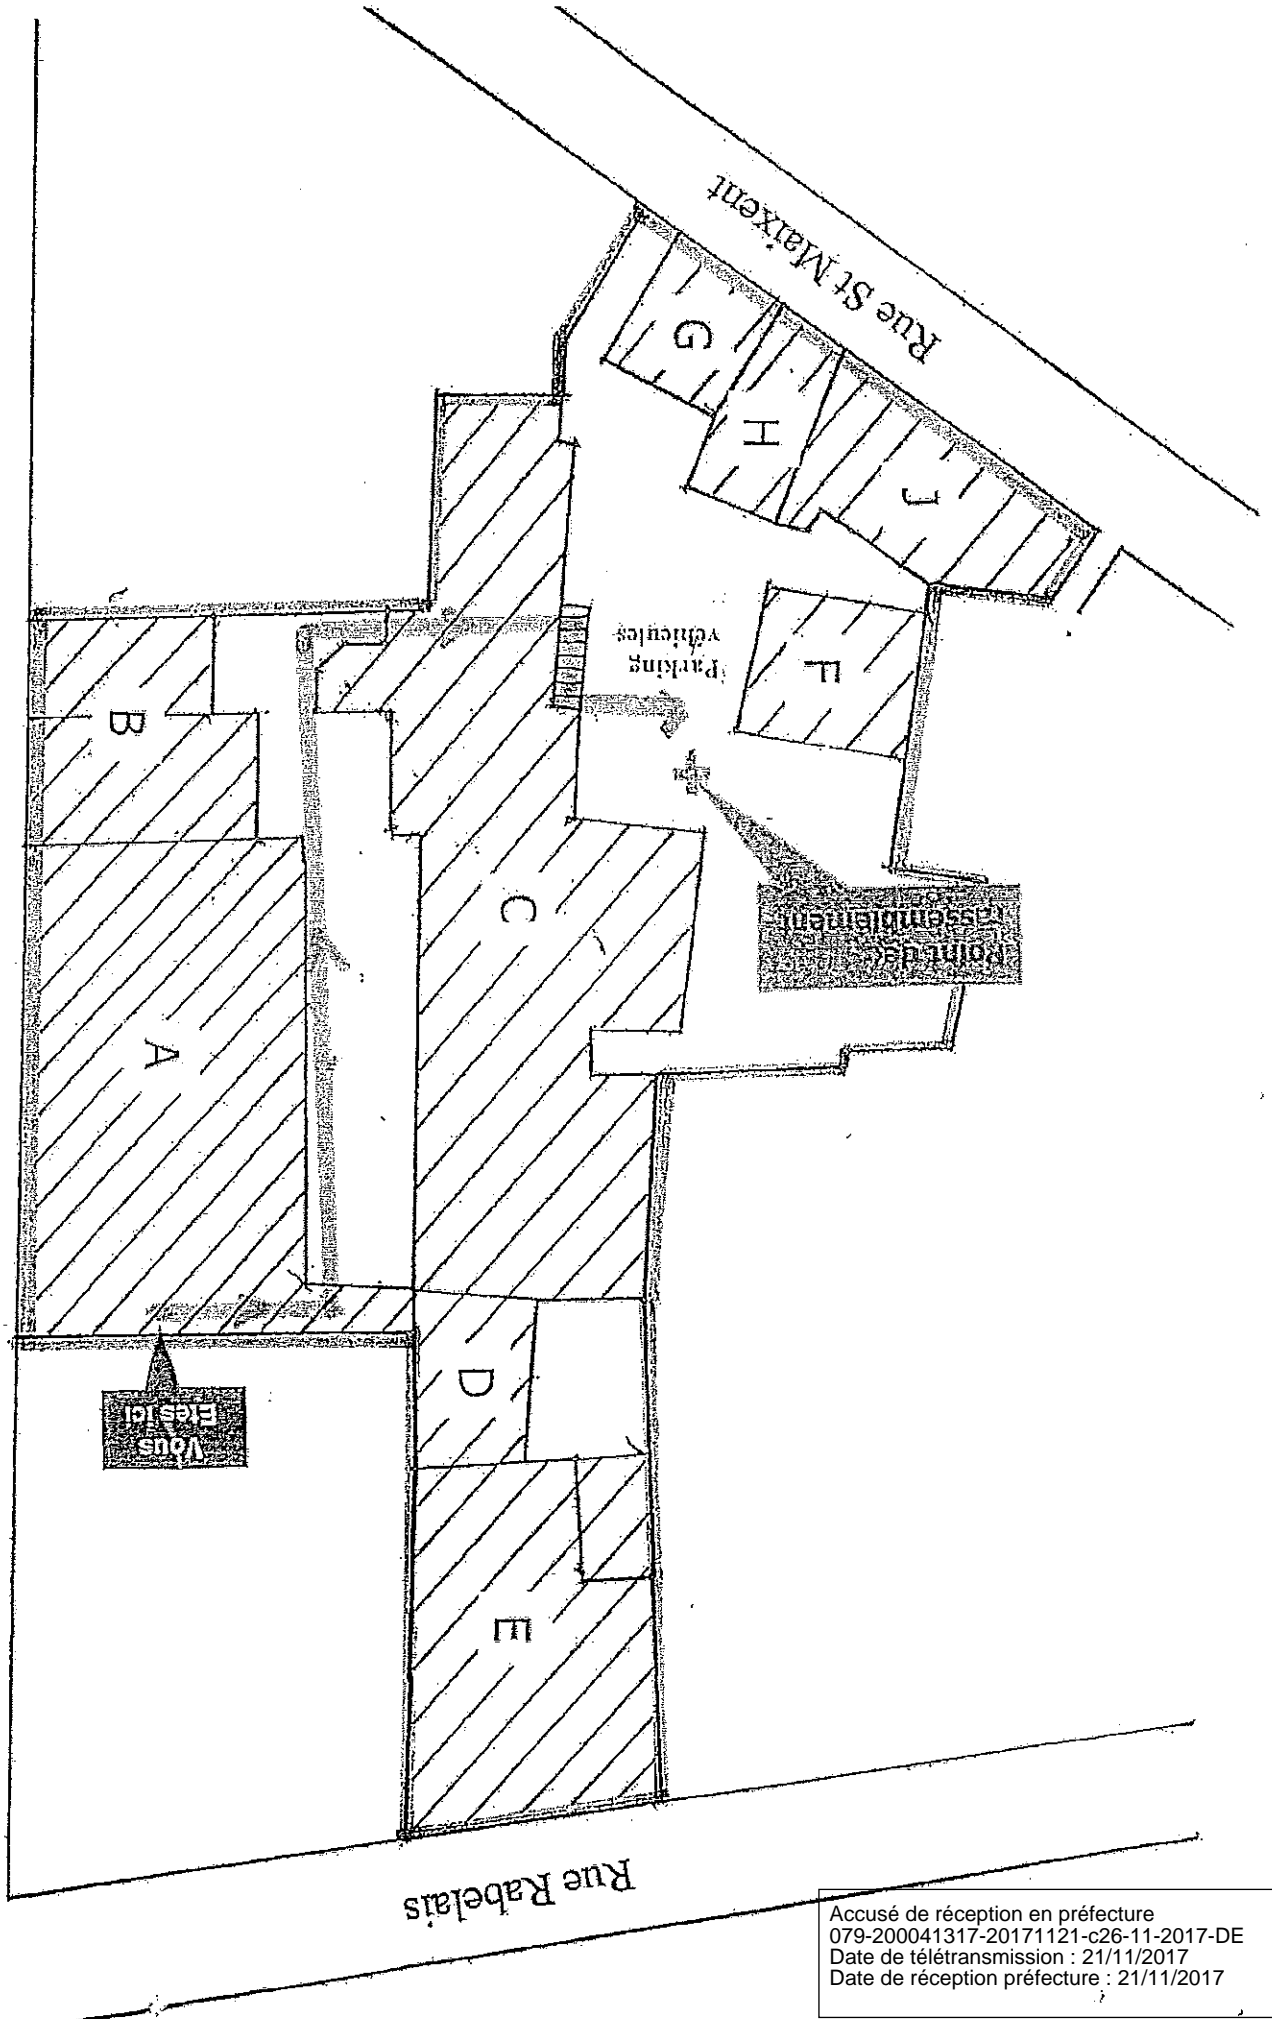 Rue St Maixent
G
H
J
Parking
véhicules
F
B
C
Point de
rassemblement
A
D
Vous
Etes ici
E
Rue Rabelais
Accusé de réception en préfecture
079-200041317-20171121-c26-11-2017-DE
Date de télétransmission : 21/11/2017
Date de réception préfecture : 21/11/2017